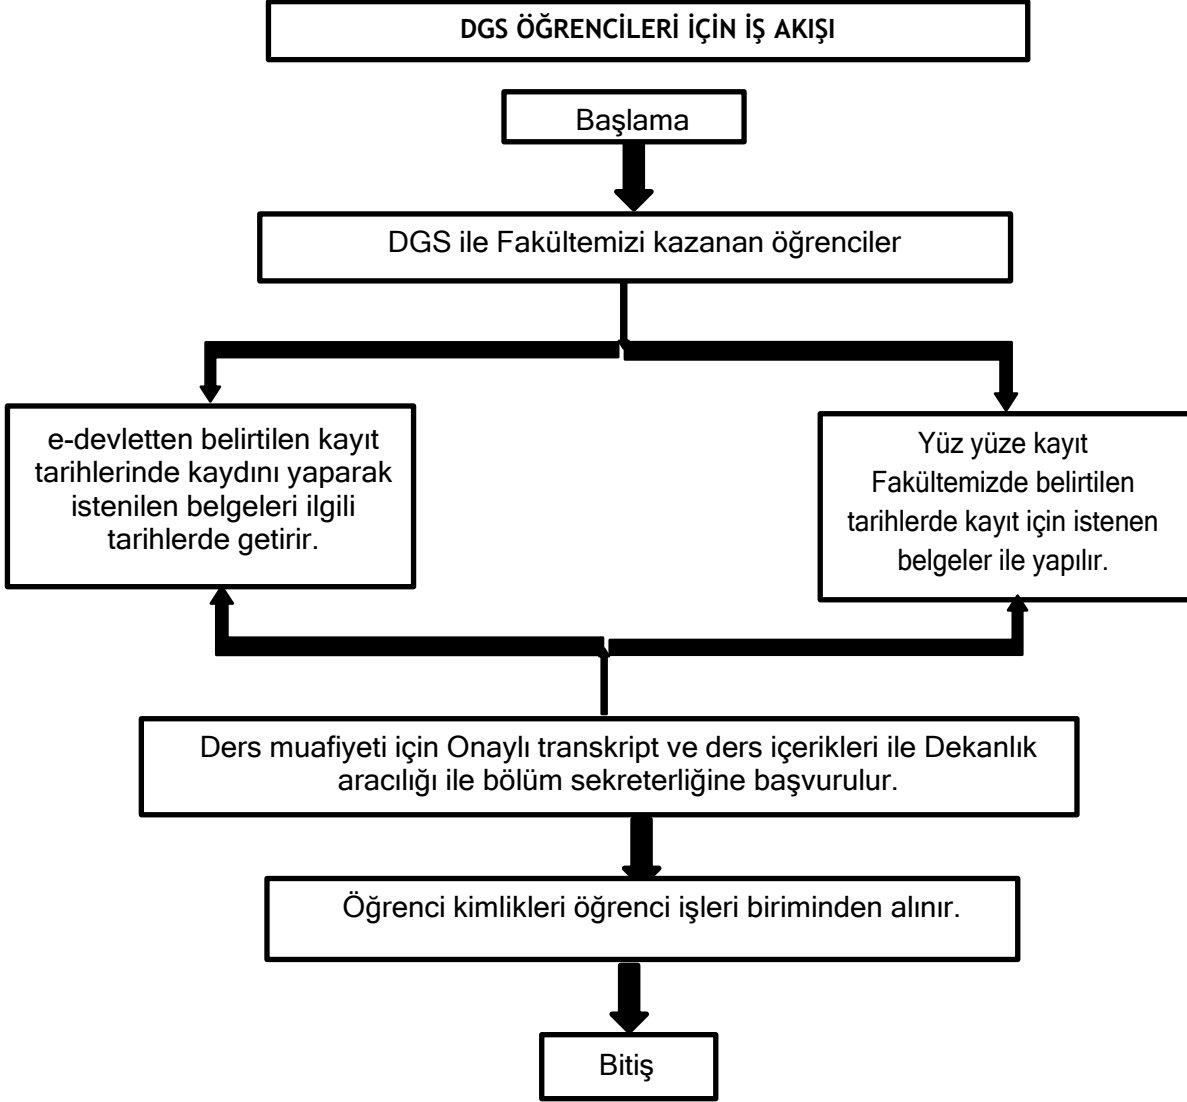 DGS ÖĞRENCİLERİ İÇİN İŞ AKIŞI
Başlama
DGS ile Fakültemizi kazanan öğrenciler
e-devletten belirtilen kayıt
tarihlerinde kaydını yaparak
istenilen belgeleri ilgili
tarihlerde getirir.
Yüz yüze kayıt
Fakültemizde belirtilen
tarihlerde kayıt için istenen
belgeler ile yapılır.
Ders muafiyeti için Onaylı transkript ve ders içerikleri ile Dekanlık
aracılığı ile bölüm sekreterliğine başvurulur.
Öğrenci kimlikleri öğrenci işleri biriminden alınır.
Bitiş